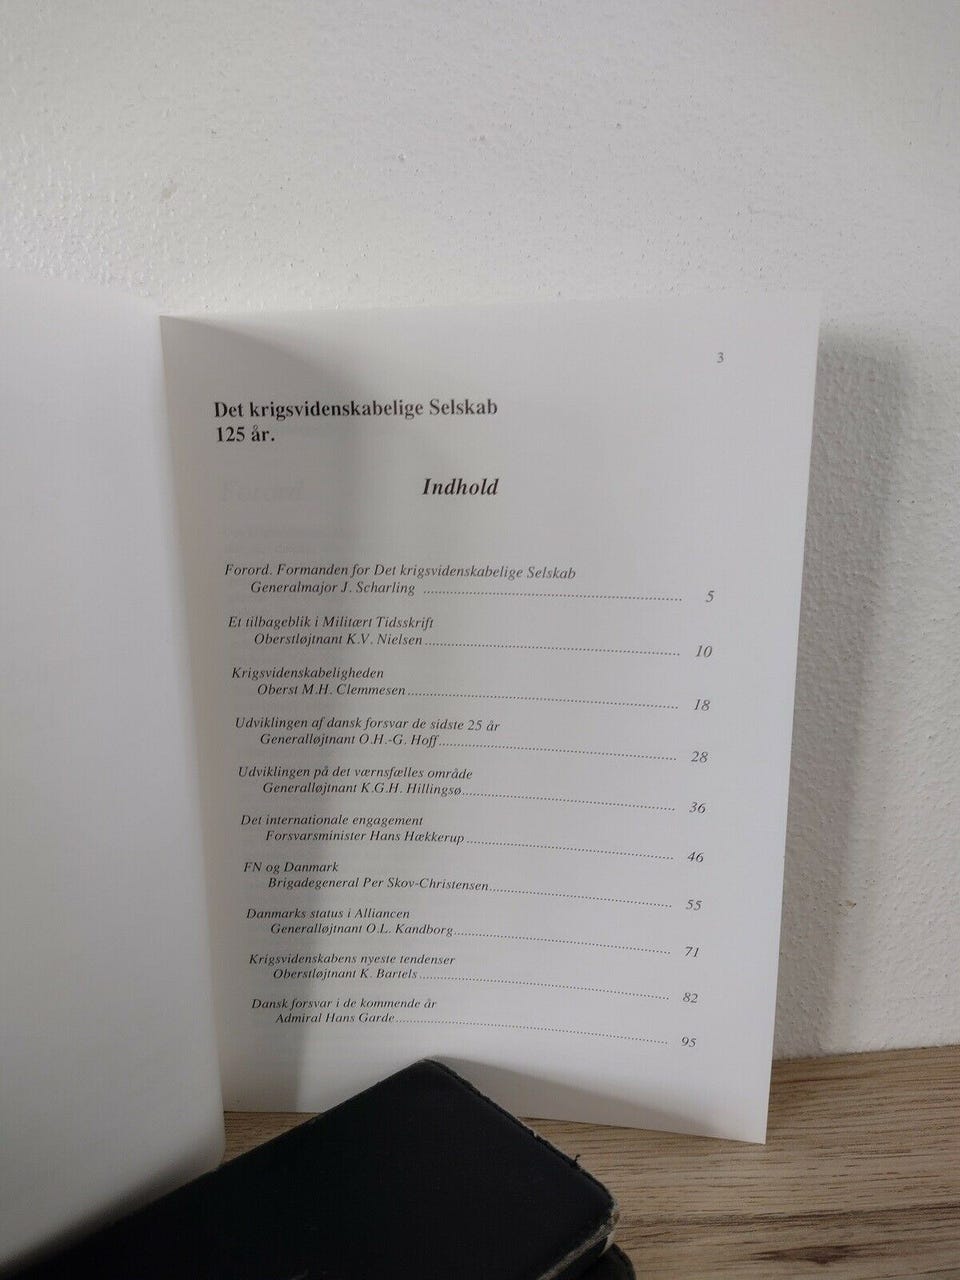 3
Det krigsvidenskabelige Selskab
125 år.
Indhold
Forord. Formanden for Det krigsvidenskabelige Selskab
Generalmajor J. Scharling ........ 5
Et tilbageblik i Militært Tidsskrift
Oberstløjtnant K.V. Nielsen ........ 10
Krigsvidenskabeligheden
Oberst M.H. Clemmesen ........ 18
Udviklingen af dansk forsvar de sidste 25 år
Generalløjtnant O.H.-G. Hoff ........ 28
Udviklingen på det værnsfælles område
Generalløjtnant K.G.H. Hillingsø ........ 36
Det internationale engagement
Forsvarsminister Hans Hækkerup ........ 46
FN og Danmark
Brigadegeneral Per Skov-Christensen ........ 55
Danmarks status i Alliancen
Generalløjtnant O.L. Kandborg ........ 71
Krigsvidenskabens nyeste tendenser
Oberstløjtnant K. Bartels ........ 82
Dansk forsvar i de kommende år
Admiral Hans Garde ........ 95